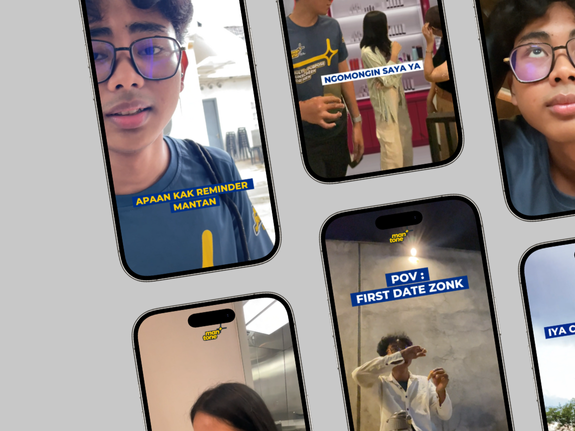 APAAN KAK REMINDER
MANTAN
NGOMONGIN SAYA YA
man
tone
POV :
FIRST DATE ZONK
man
tone
IYA